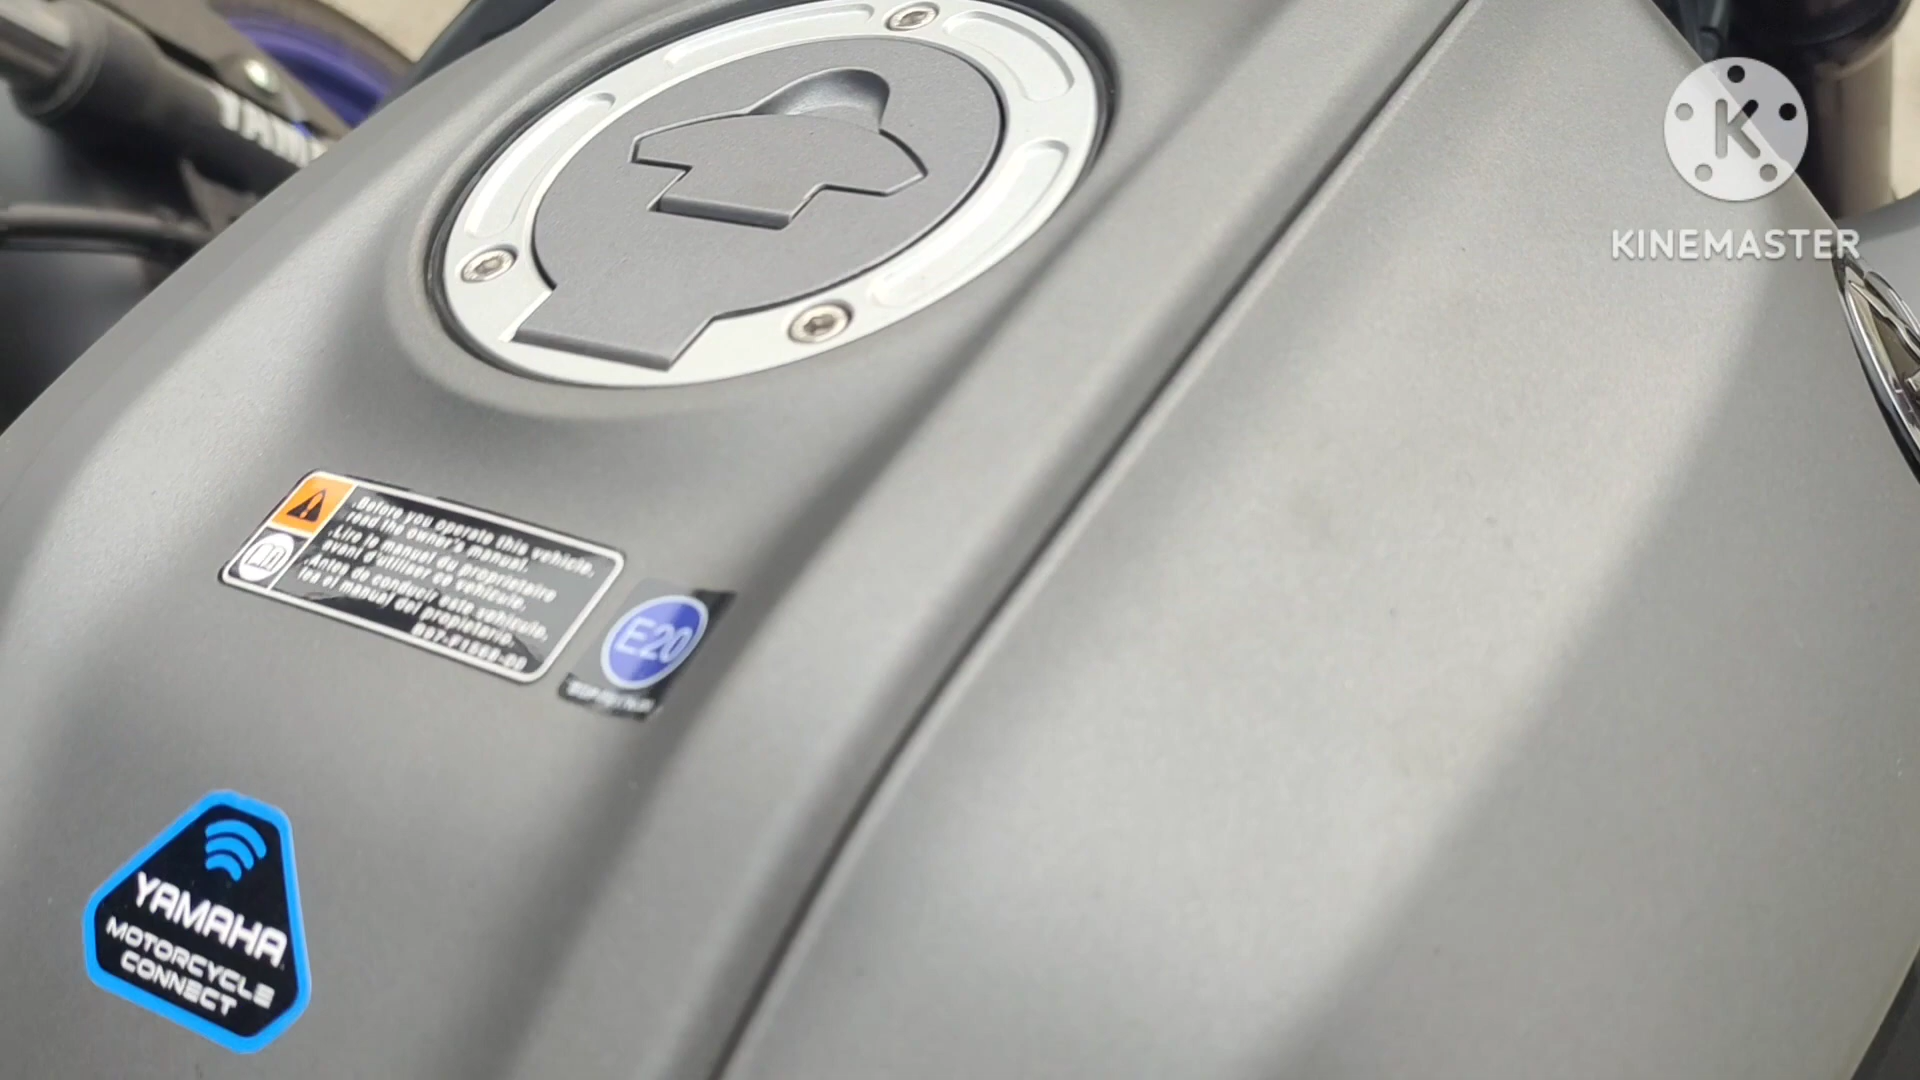 YAM
K
KINEMASTER
.Before you operate this vehicle,
read the owner's manual.
.Lire le manuel du propriétaire
avant d'utiliser ce véhicule.
.Antes de conducir este vehículo,
lea el manual del propietario.
E20
YAMAHA
MOTORCYCLE
CONNECT